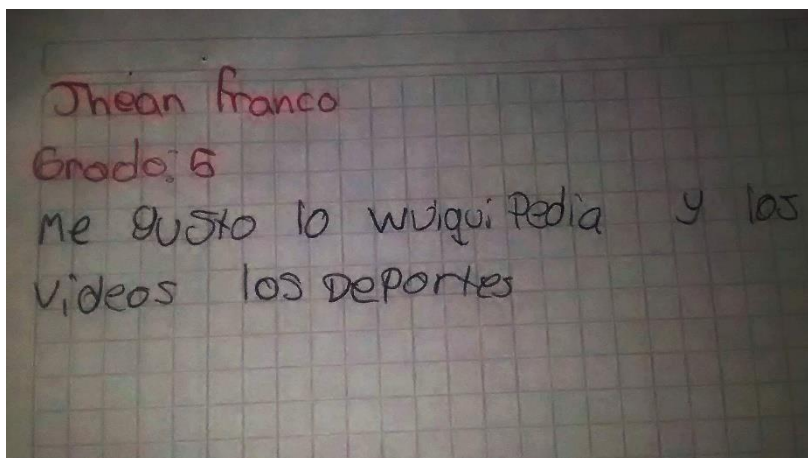 Jhean franco
Grado: 5
Me gusto lo wuiqui Pedia y los
videos los Deportes